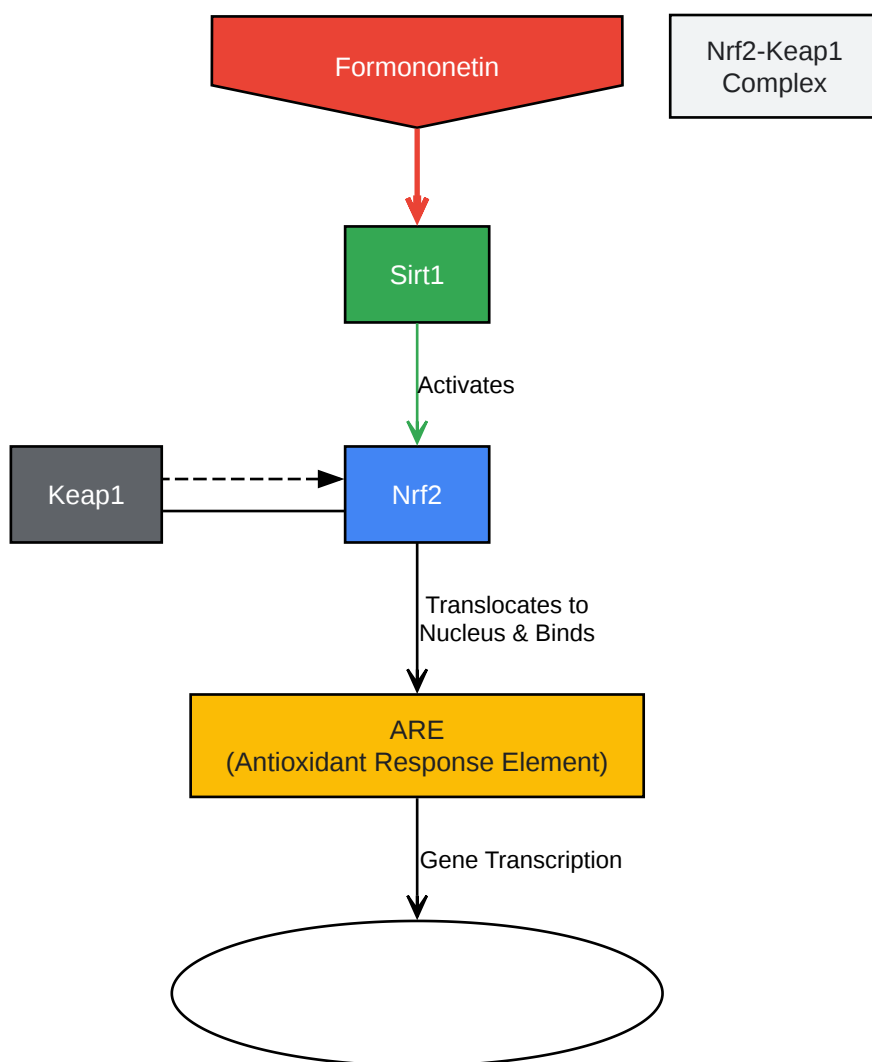 Formononetin
Nrf2-Keap1
Complex
Sirt1
Activates
Keap1
Nrf2
Translocates to
Nucleus & Binds
ARE
(Antioxidant Response Element)
Gene Transcription